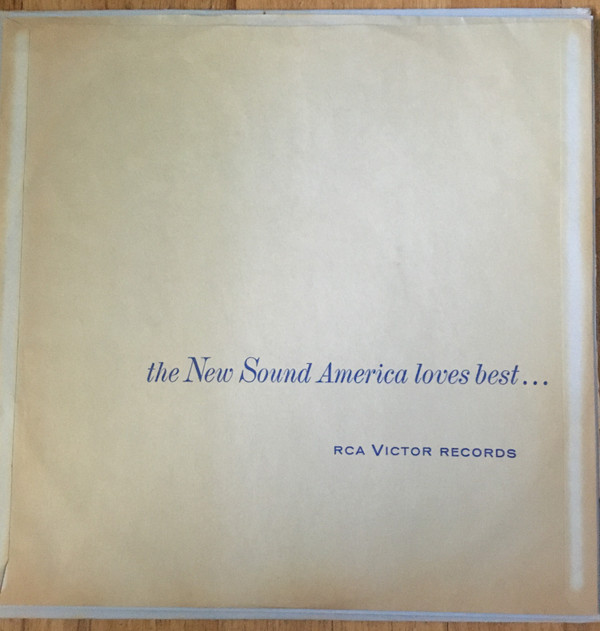 the New Sound America loves best...
RCA VICTOR RECORDS